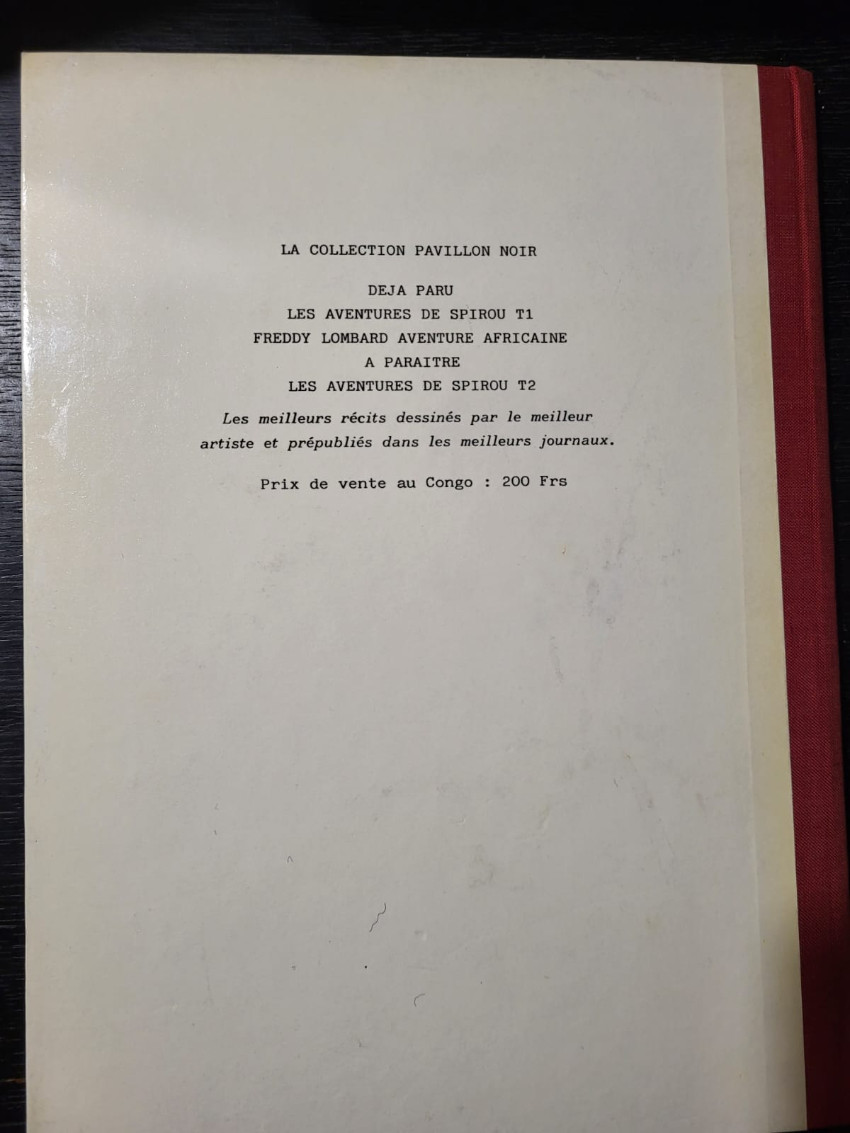 LA COLLECTION PAVILLON NOIR
DEJA PARU
LES AVENTURES DE SPIROU T1
FREDDY LOMBARD AVENTURE AFRICAINE
A PARAITRE
LES AVENTURES DE SPIROU T2
Les meilleurs récits dessinés par le meilleur
artiste et prépubliés dans les meilleurs journaux.
Prix de vente au Congo : 200 Frs